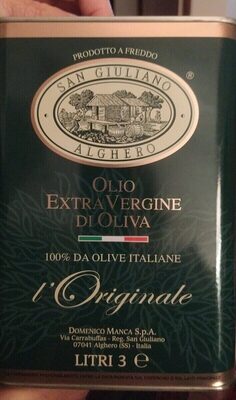 PRODOTTO A FREDDO
SAN GIULIANO
®
ALGHERO
OLIO
EXTRA VERGINE
DI OLIVA
100% DA OLIVE ITALIANE
l'Originale
DOMENICO MANCA S.p.A.
Via Carrabuffas - Reg. San Giuliano
07041 Alghero (SS) - Italia
LITRI 3 e